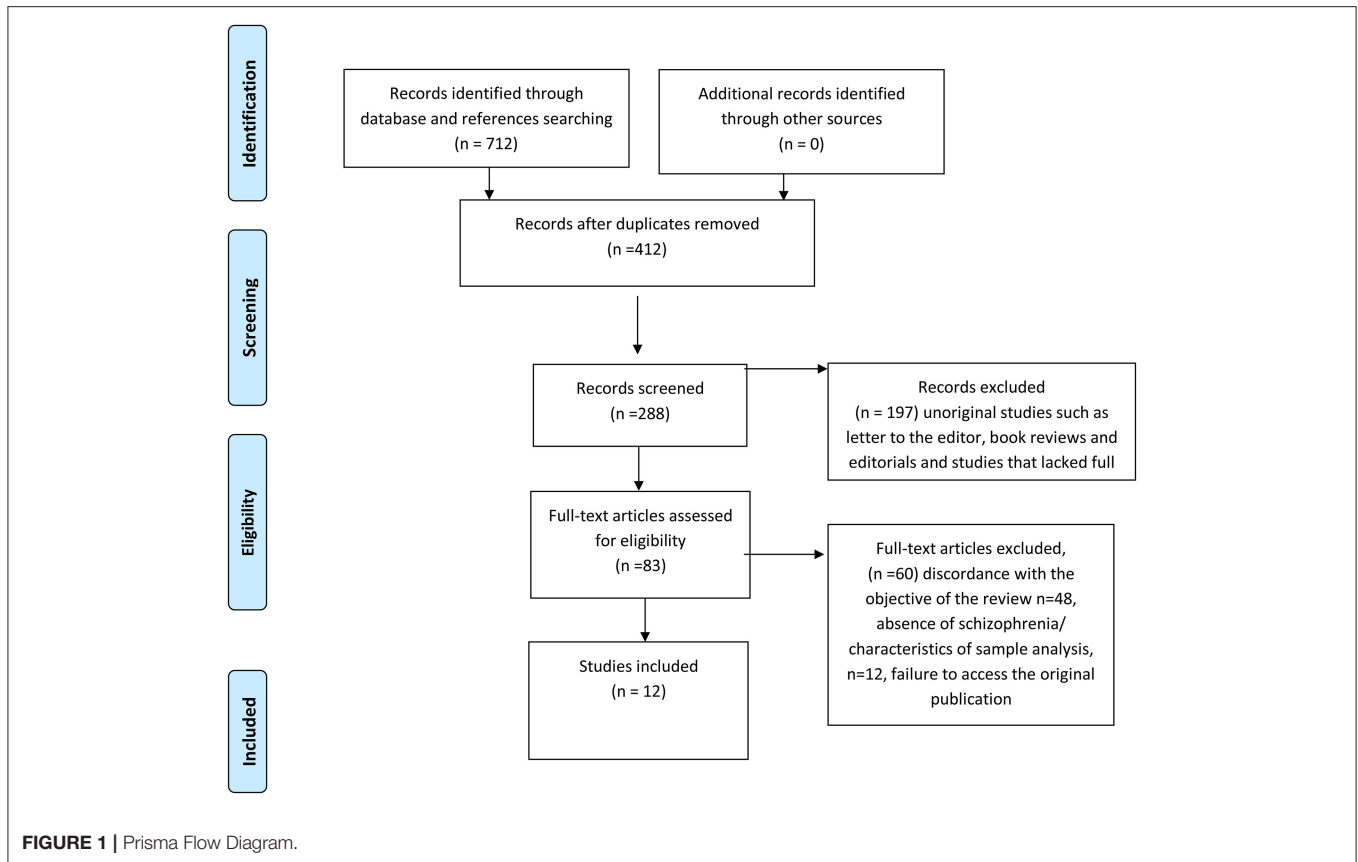 Identification
Records identified through
database and references searching
(n = 712)
Additional records identified
through other sources
(n = 0)
Records after duplicates removed
(n =412)
Screening
Records screened
(n =288)
Records excluded
(n = 197) unoriginal studies such as
letter to the editor, book reviews and
editorials and studies that lacked full
Eligibility
Full-text articles assessed
for eligibility
(n =83)
Full-text articles excluded,
(n =60) discordance with the
objective of the review n=48,
absence of schizophrenia/
characteristics of sample analysis,
n=12, failure to access the original
publication
Included
Studies included
(n = 12)
FIGURE 1 | Prisma Flow Diagram.